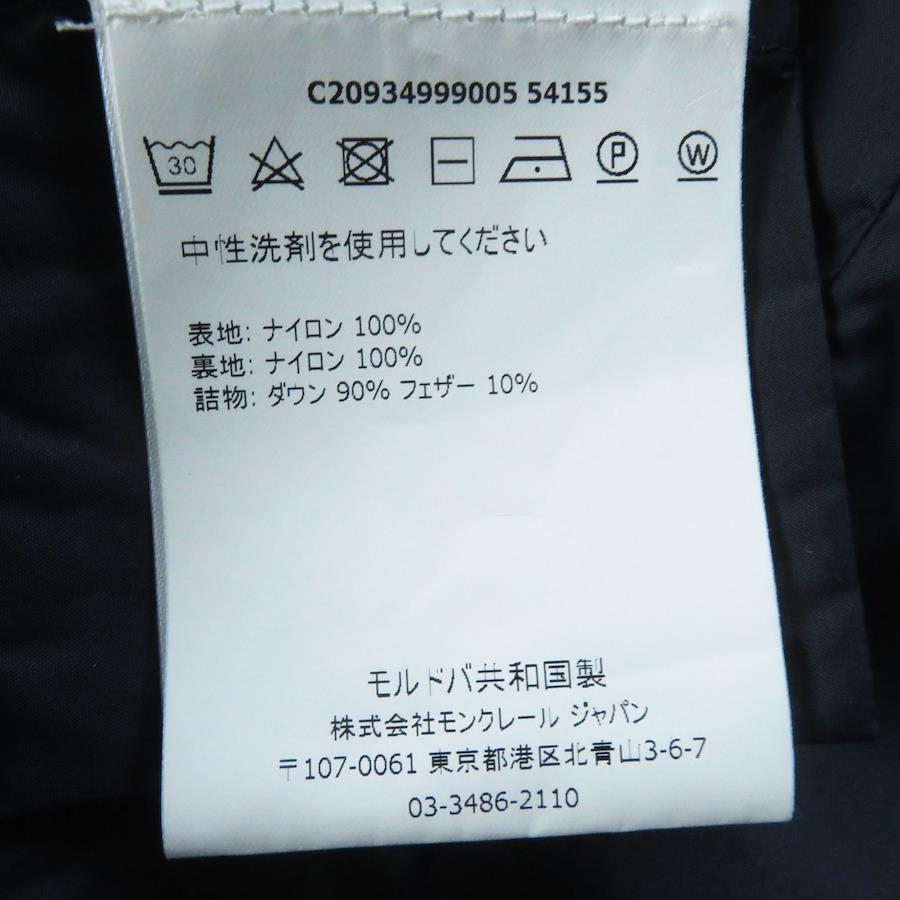 C20934999005 54155
30 P W
中性洗剤を使用してください
表地: ナイロン 100%
裏地: ナイロン 100%
詰物: ダウン 90% フェザー 10%
モルドバ共和国製
株式会社モンクレール ジャパン
〒107-0061 東京都港区北青山3-6-7
03-3486-2110